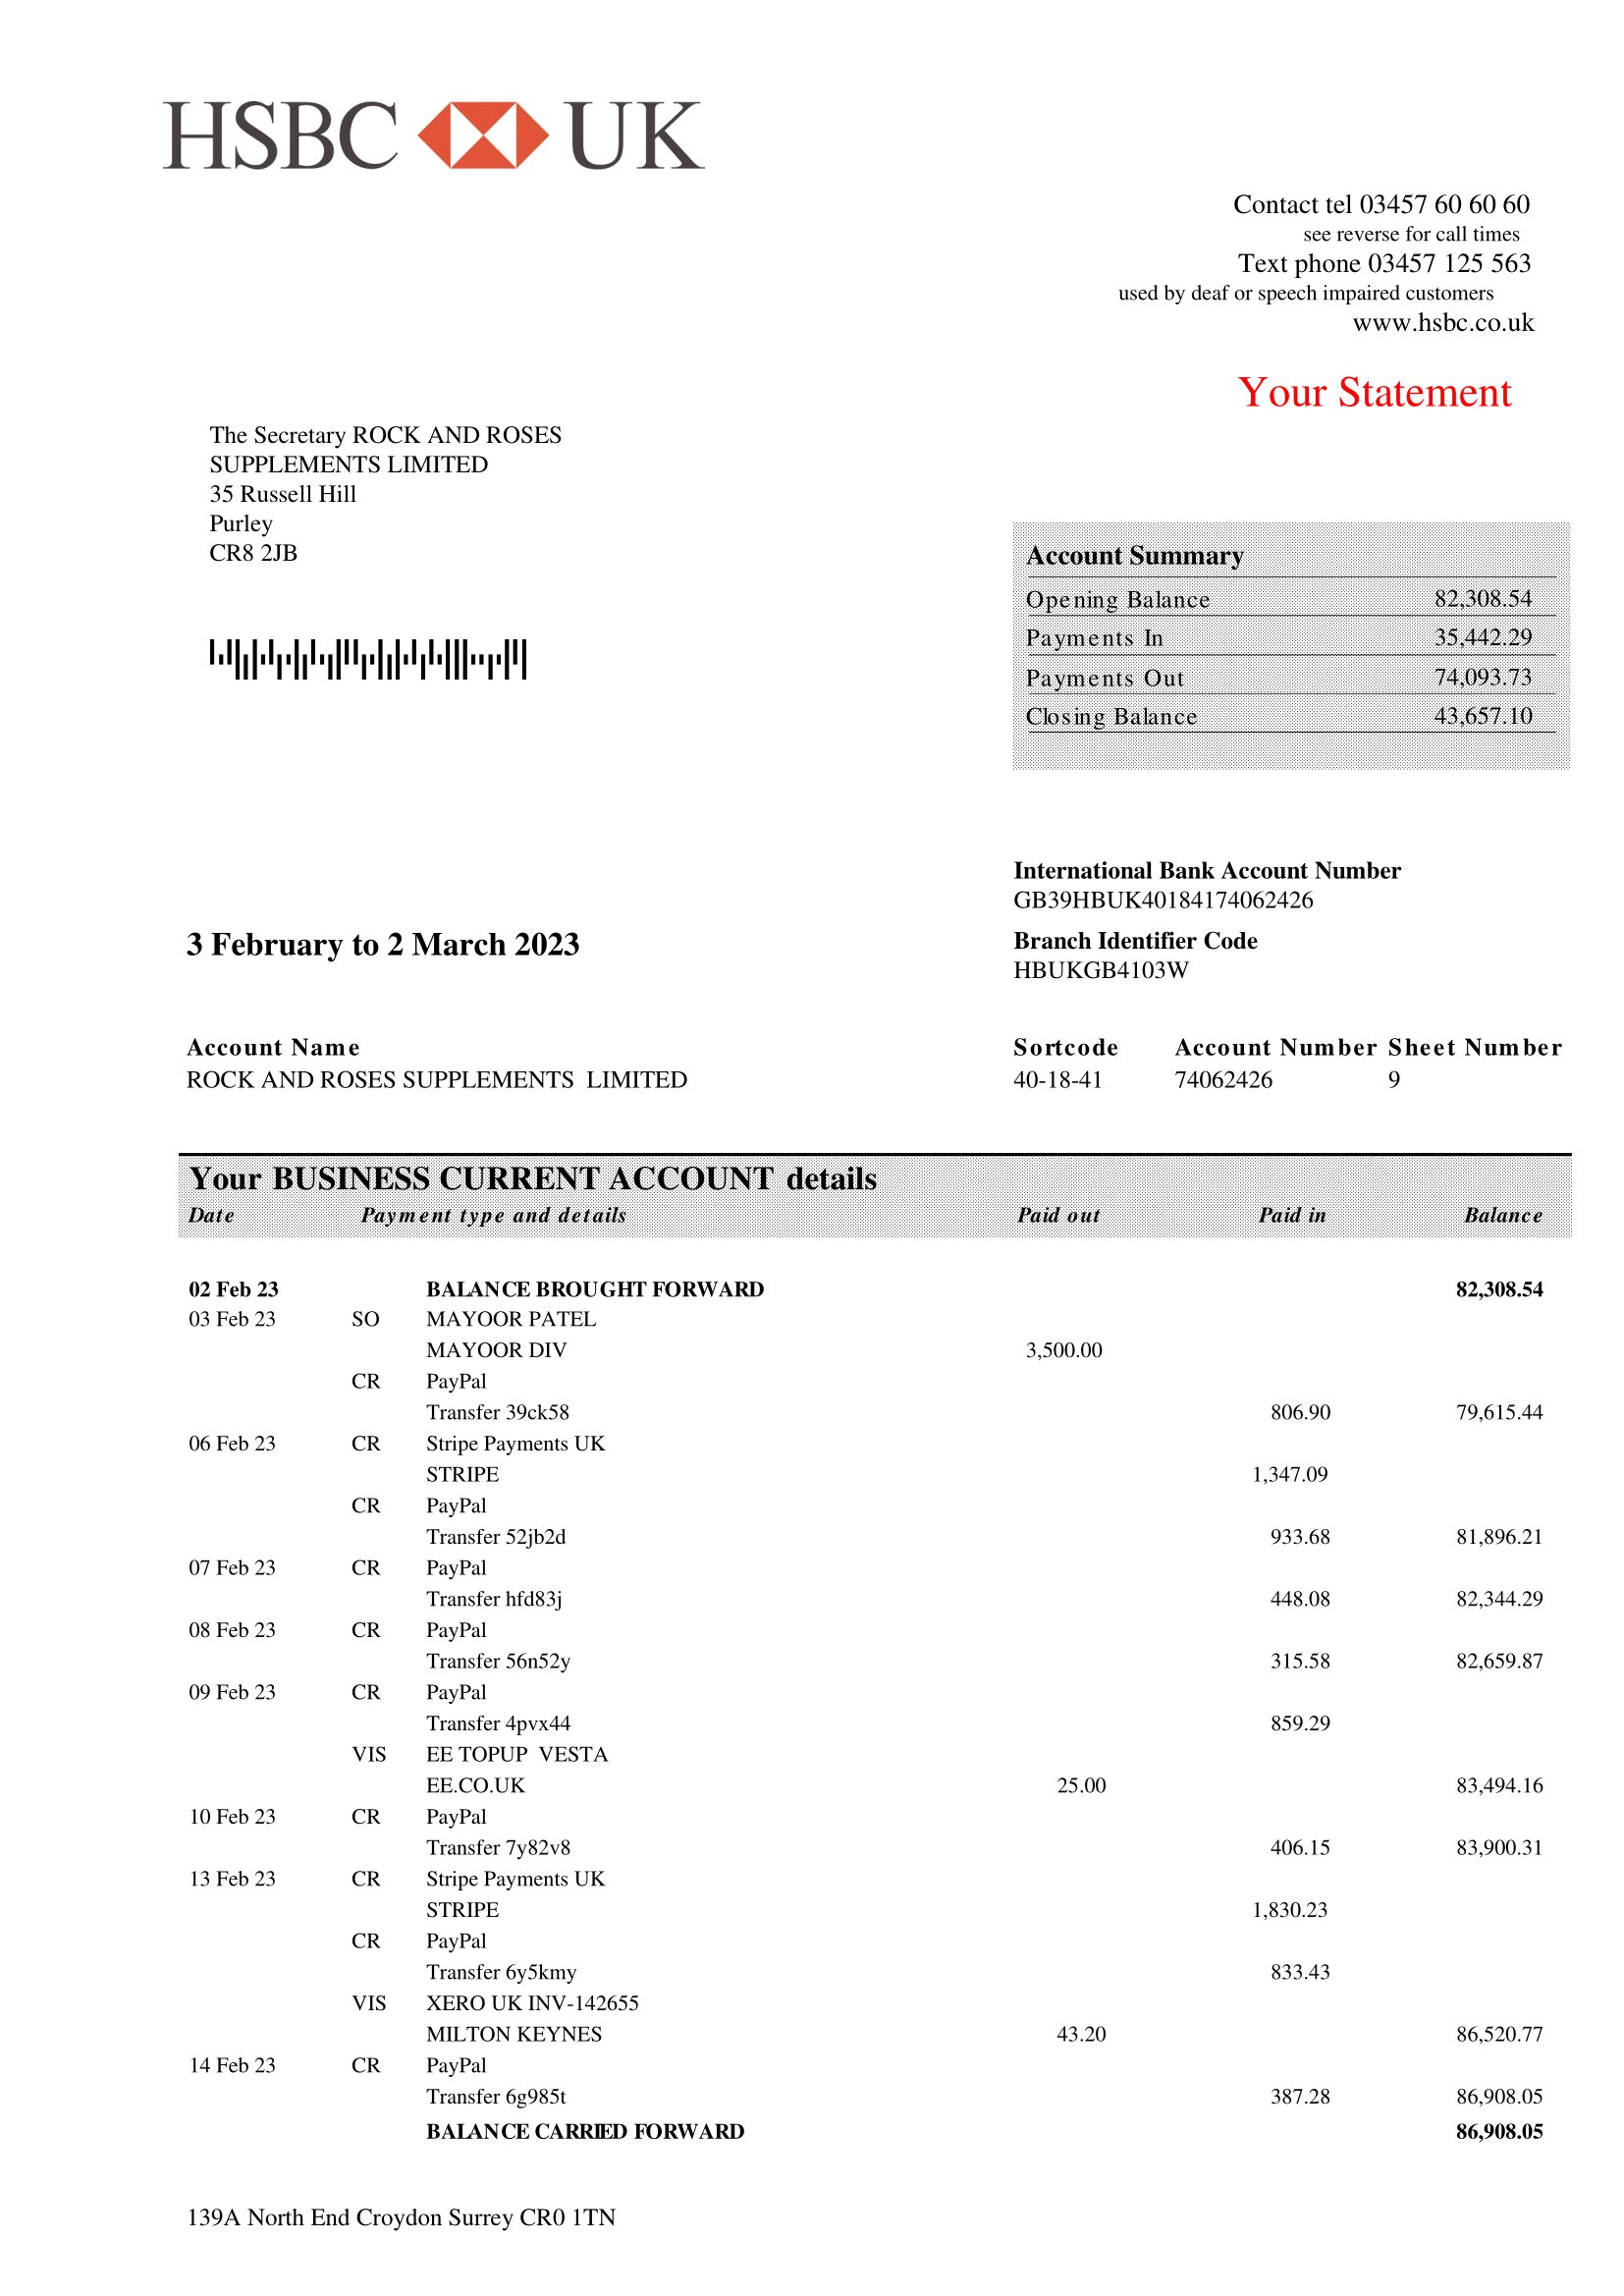 HSBC UK
Contact tel 03457 60 60 60
see reverse for call times
Text phone 03457 125 563
used by deaf or speech impaired customers
www.hsbc.co.uk
Your Statement
The Secretary ROCK AND ROSES
SUPPLEMENTS LIMITED
35 Russell Hill
Purley
CR8 2JB
Account Summary
Opening Balance 82,308.54
Payments In 35,442.29
Payments Out 74,093.73
Closing Balance 43,657.10
International Bank Account Number
GB39HBUK40184174062426
3 February to 2 March 2023
Branch Identifier Code
HBUKGB4103W
Account Name Sortcode Account Number Sheet Number
ROCK AND ROSES SUPPLEMENTS LIMITED 40-18-41 74062426 9
Your BUSINESS CURRENT ACCOUNT details
Date Payment type and details Paid out Paid in Balance
02 Feb 23 BALANCE BROUGHT FORWARD 82,308.54
03 Feb 23 SO MAYOOR PATEL
MAYOOR DIV 3,500.00
CR PayPal
Transfer 39ck58 806.90 79,615.44
06 Feb 23 CR Stripe Payments UK
STRIPE 1,347.09
CR PayPal
Transfer 52jb2d 933.68 81,896.21
07 Feb 23 CR PayPal
Transfer hfd83j 448.08 82,344.29
08 Feb 23 CR PayPal
Transfer 56n52y 315.58 82,659.87
09 Feb 23 CR PayPal
Transfer 4pvx44 859.29
VIS EE TOPUP VESTA
EE.CO.UK 25.00 83,494.16
10 Feb 23 CR PayPal
Transfer 7y82v8 406.15 83,900.31
13 Feb 23 CR Stripe Payments UK
STRIPE 1,830.23
CR PayPal
Transfer 6y5kmy 833.43
VIS XERO UK INV-142655
MILTON KEYNES 43.20 86,520.77
14 Feb 23 CR PayPal
Transfer 6g985t 387.28 86,908.05
BALANCE CARRIED FORWARD 86,908.05
139A North End Croydon Surrey CR0 1TN